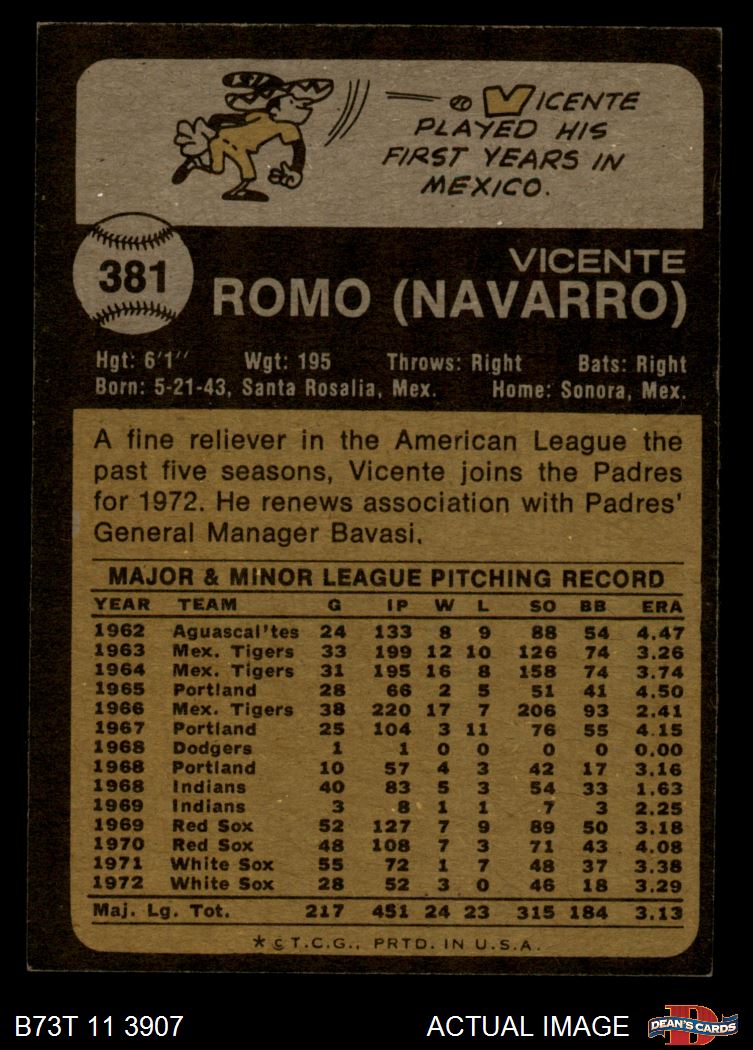 VICENTE
PLAYED HIS
FIRST YEARS IN
MEXICO.
381
VICENTE
ROMO (NAVARRO)
Hgt: 6'1" Wgt: 195 Throws: Right Bats: Right
Born: 5-21-43, Santa Rosalia, Mex. Home: Sonora, Mex.
A fine reliever in the American League the
past five seasons, Vicente joins the Padres
for 1972. He renews association with Padres'
General Manager Bavasi.
MAJOR & MINOR LEAGUE PITCHING RECORD
YEAR TEAM G IP W L SO BB ERA
1962 Aguascal'tes 24 133 8 9 88 54 4.47
1963 Mex. Tigers 33 199 12 10 126 74 3.26
1964 Mex. Tigers 31 195 16 8 158 74 3.74
1965 Portland 28 66 2 5 51 41 4.50
1966 Mex. Tigers 38 220 17 7 206 93 2.41
1967 Portland 25 104 3 11 76 55 4.15
1968 Dodgers 1 1 0 0 0 0 0.00
1968 Portland 10 57 4 3 42 17 3.16
1968 Indians 40 83 5 3 54 33 1.63
1969 Indians 3 8 1 1 7 3 2.25
1969 Red Sox 52 127 7 9 89 50 3.18
1970 Red Sox 48 108 7 3 71 43 4.08
1971 White Sox 55 72 1 7 48 37 3.38
1972 White Sox 28 52 3 0 46 18 3.29
Maj. Lg. Tot. 217 451 24 23 315 184 3.13
* © T.C.G., PRTD. IN U.S.A.
B73T 11 3907 ACTUAL IMAGE
D
DEAN'S CARDS